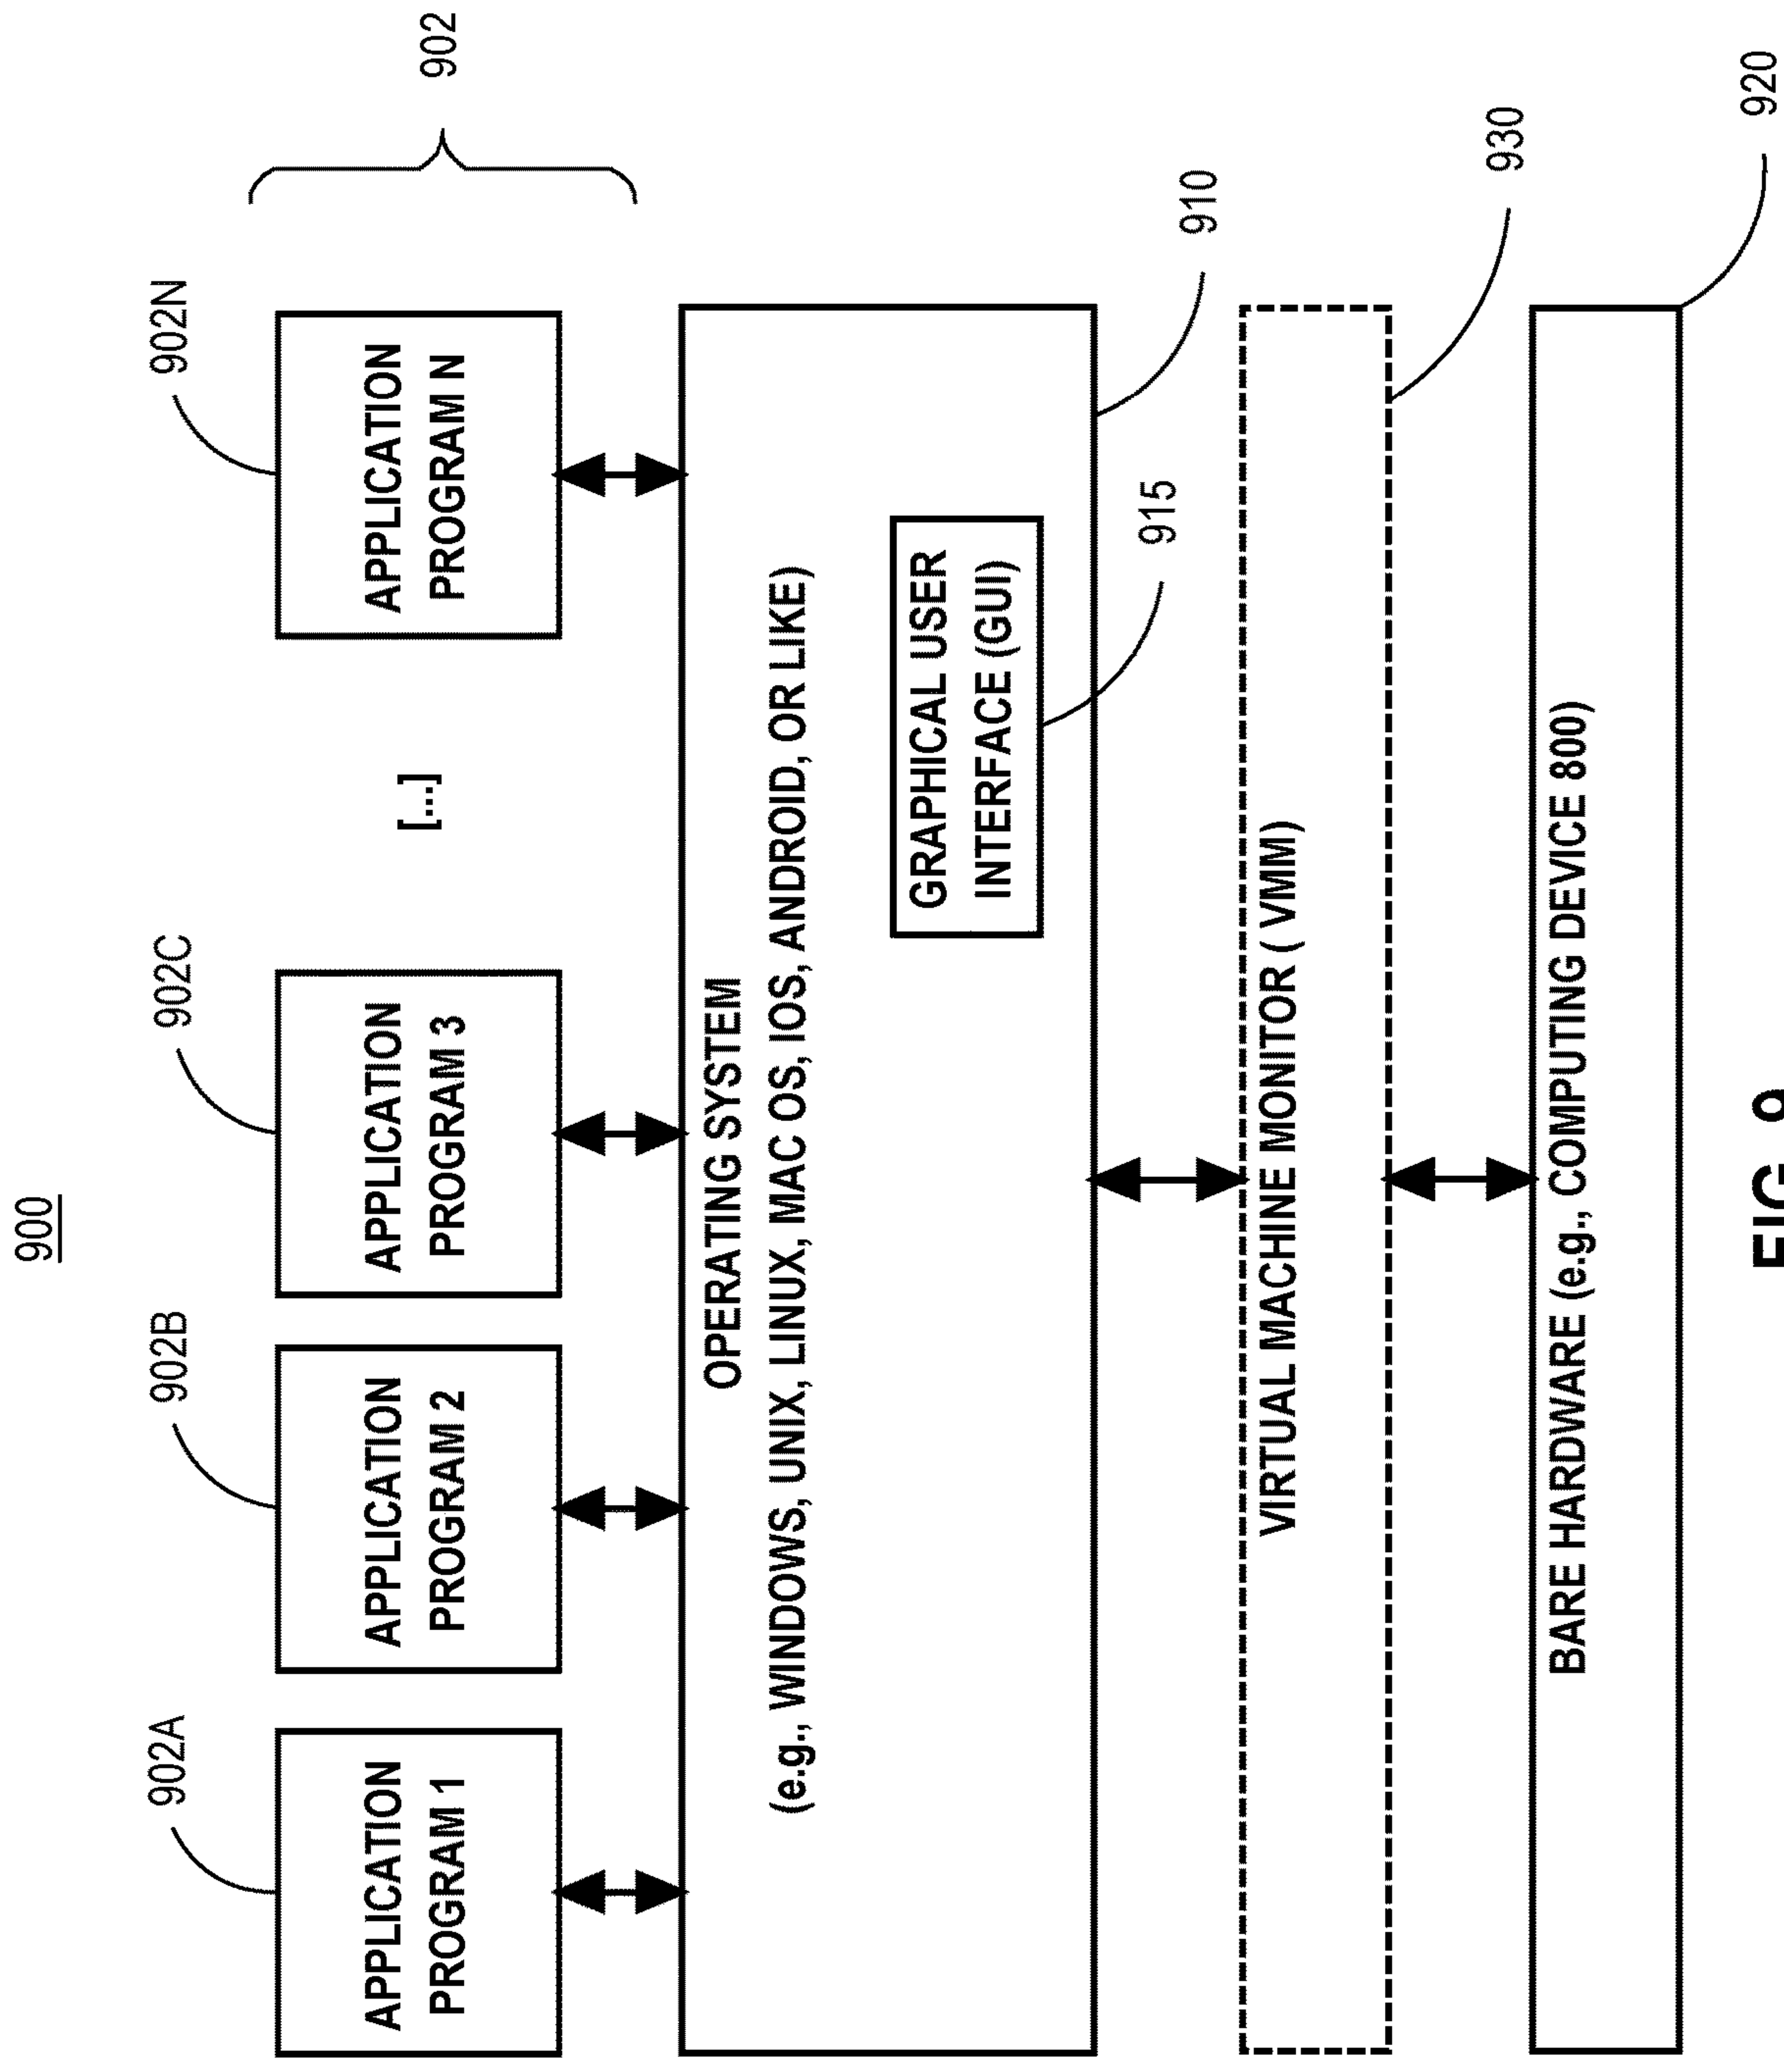 900
902
902A
902B
902C
902N
APPLICATION
PROGRAM 1
APPLICATION
PROGRAM 2
APPLICATION
PROGRAM 3
[...]
APPLICATION
PROGRAM N
OPERATING SYSTEM
(e.g., WINDOWS, UNIX, LINUX, MAC OS, IOS, ANDROID, OR LIKE)
GRAPHICAL USER
INTERFACE (GUI)
910
915
VIRTUAL MACHINE MONITOR ( VMM)
930
BARE HARDWARE (e.g., COMPUTING DEVICE 800)
920
FIG. 9